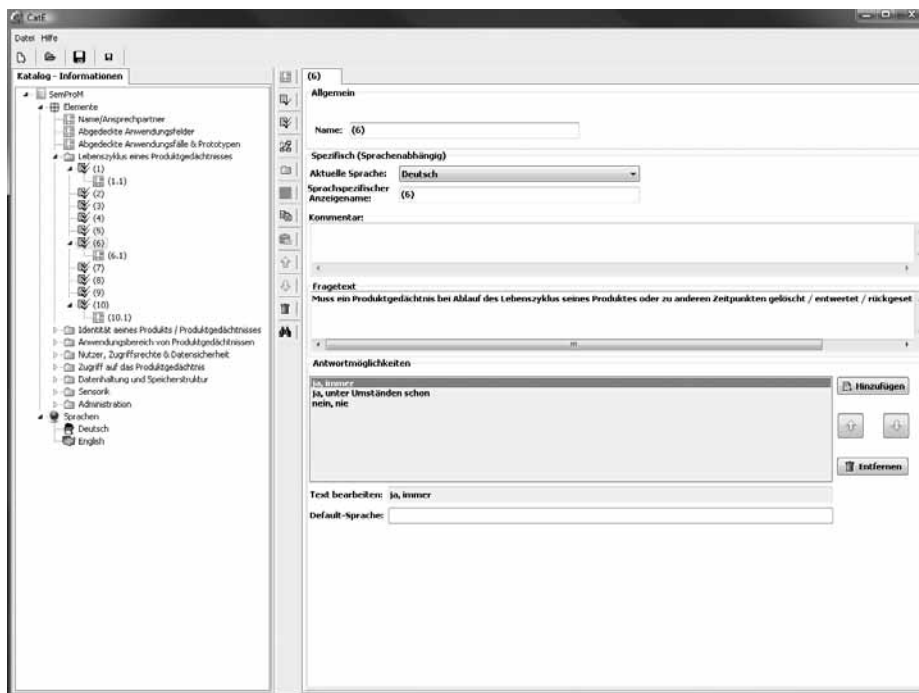 CatE
Datei Hilfe
Katalog - Informationen
SemProM
Elemente
Name/Ansprechpartner
Abgedeckte Anwendungsfelder
Abgedeckte Anwendungsfälle & Prototypen
Lebenszyklus eines Produktgedächtnisses
(1)
(1.1)
(2)
(3)
(4)
(5)
(6)
(6.1)
(7)
(8)
(9)
(10)
(10.1)
Identität seines Produkts / Produktgedächtnisses
Anwendungsbereich von Produktgedächtnissen
Nutzer, Zugriffsrechte & Datensicherheit
Zugriff auf das Produktgedächtnis
Datenhaltung und Speicherstruktur
Sensorik
Administration
Sprachen
Deutsch
English
(6)
Allgemein
Name: (6)
Spezifisch (Sprachenabhängig)
Aktuelle Sprache: Deutsch
Sprachspezifischer
Anzeigename: (6)
Kommentar:
Fragetext
Muss ein Produktgedächtnis bei Ablauf des Lebenszyklus seines Produktes oder zu anderen Zeitpunkten gelöscht / entwertet / rückgeset
Antwortmöglichkeiten
ja, immer
ja, unter Umständen schon
nein, nie
Hinzufügen
Entfernen
Text bearbeiten: ja, immer
Default-Sprache: